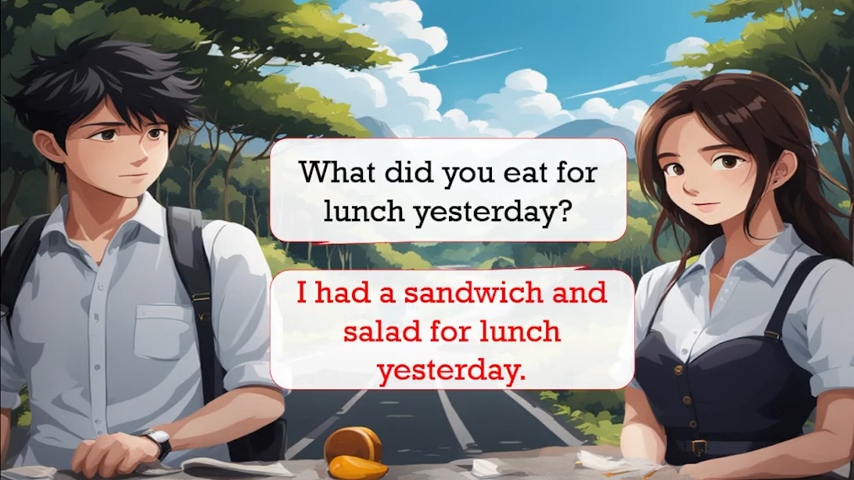 What did you eat for
lunch yesterday?
I had a sandwich and
salad for lunch
yesterday.